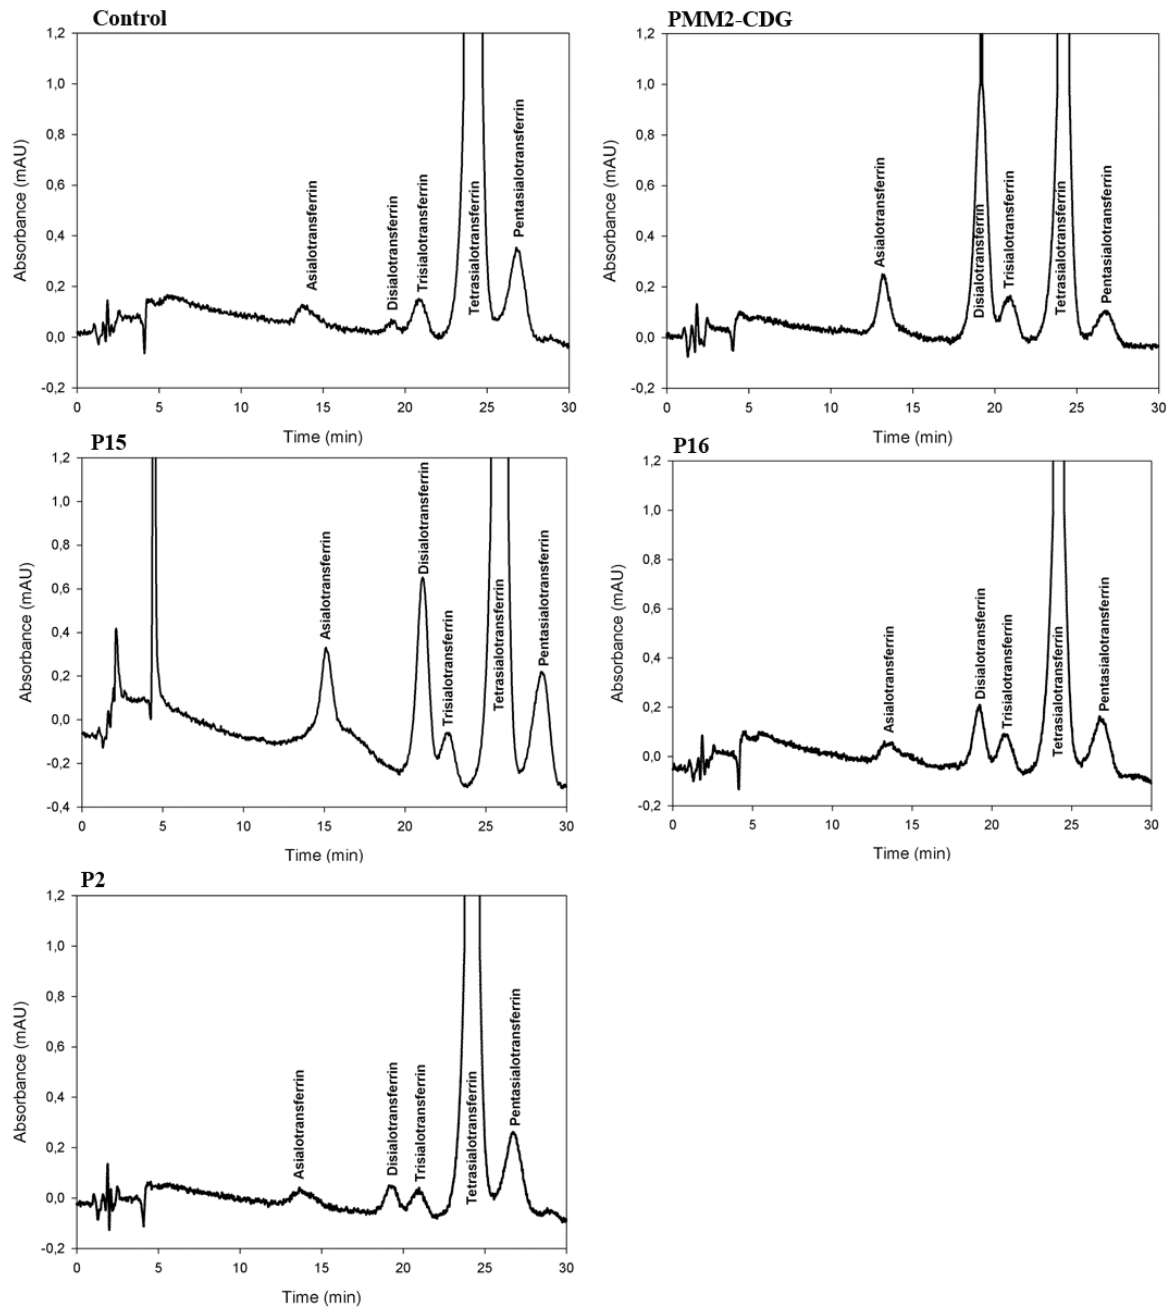 Control
1,2
1,0
0,8
0,6
0,4
0,2
0,0
-0,2
Absorbance (mAU)
Asialotransferrin
Disialotransferrin
Trisialotransferrin
Tetrasialotransferrin
Pentasialotransferrin
0 5 10 15 20 25 30
Time (min)
PMM2-CDG
1,2
1,0
0,8
0,6
0,4
0,2
0,0
-0,2
Absorbance (mAU)
Asialotransferrin
Disialotransferrin
Trisialotransferrin
Tetrasialotransferrin
Pentasialotransferrin
0 5 10 15 20 25 30
Time (min)
P15
1,2
1,0
0,8
0,6
0,4
0,2
0,0
-0,2
-0,4
Absorbance (mAU)
Asialotransferrin
Disialotransferrin
Trisialotransferrin
Tetrasialotransferrin
Pentasialotransferrin
0 5 10 15 20 25 30
Time (min)
P16
1,2
1,0
0,8
0,6
0,4
0,2
0,0
-0,2
Absorbance (mAU)
Asialotransferrin
Disialotransferrin
Trisialotransferrin
Tetrasialotransferrin
Pentasialotransferrin
0 5 10 15 20 25 30
Time (min)
P2
1,2
1,0
0,8
0,6
0,4
0,2
0,0
-0,2
Absorbance (mAU)
Asialotransferrin
Disialotransferrin
Trisialotransferrin
Tetrasialotransferrin
Pentasialotransferrin
0 5 10 15 20 25 30
Time (min)